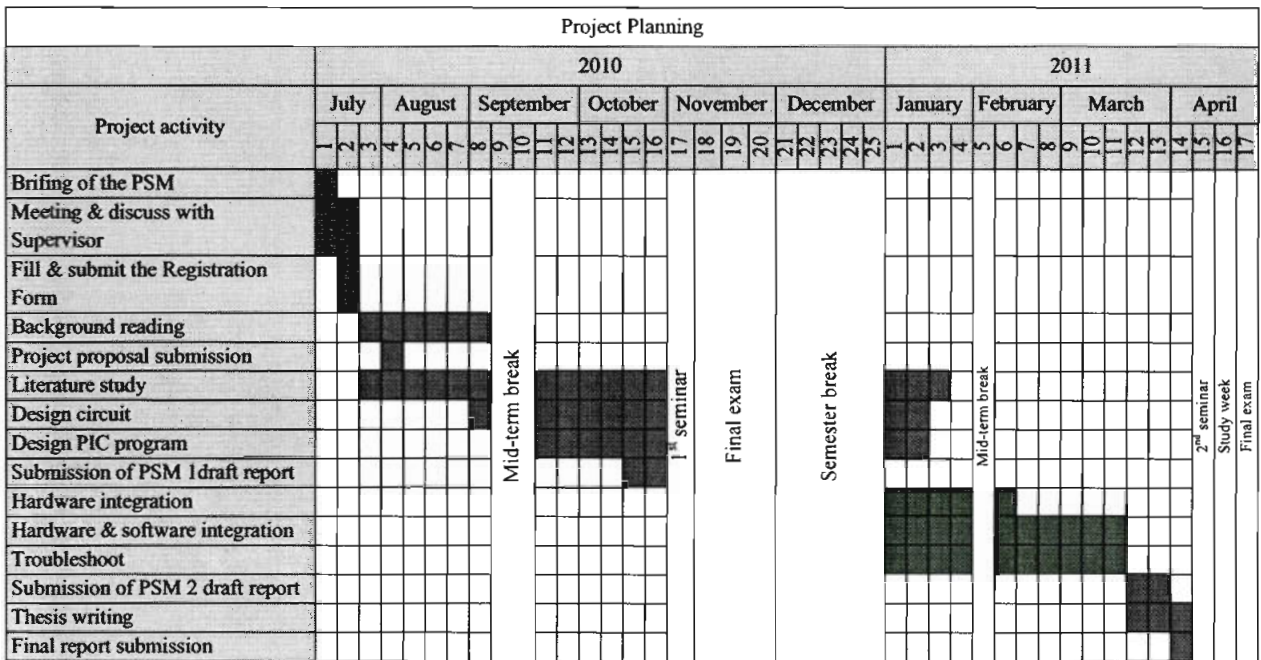 Project Planning
2010 2011
Project activity
July August September October November December January February March April
1 2 3 4 5 6 7 8 9 10 11 12 13 14 15 16 17 18 19 20 21 22 23 24 25 1 2 3 4 5 6 7 8 9 10 11 12 13 14 15 16 17
Brifing of the PSM
Meeting & discuss with
Supervisor
Fill & submit the Registration
Form
Background reading
Project proposal submission
Literature study
Design circuit
Design PIC program
Submission of PSM 1draft report
Hardware integration
Hardware & software integration
Troubleshoot
Submission of PSM 2 draft report
Thesis writing
Final report submission
Mid-term break
1st seminar
Final exam
Semester break
Mid-term break
2nd seminar
Study week
Final exam